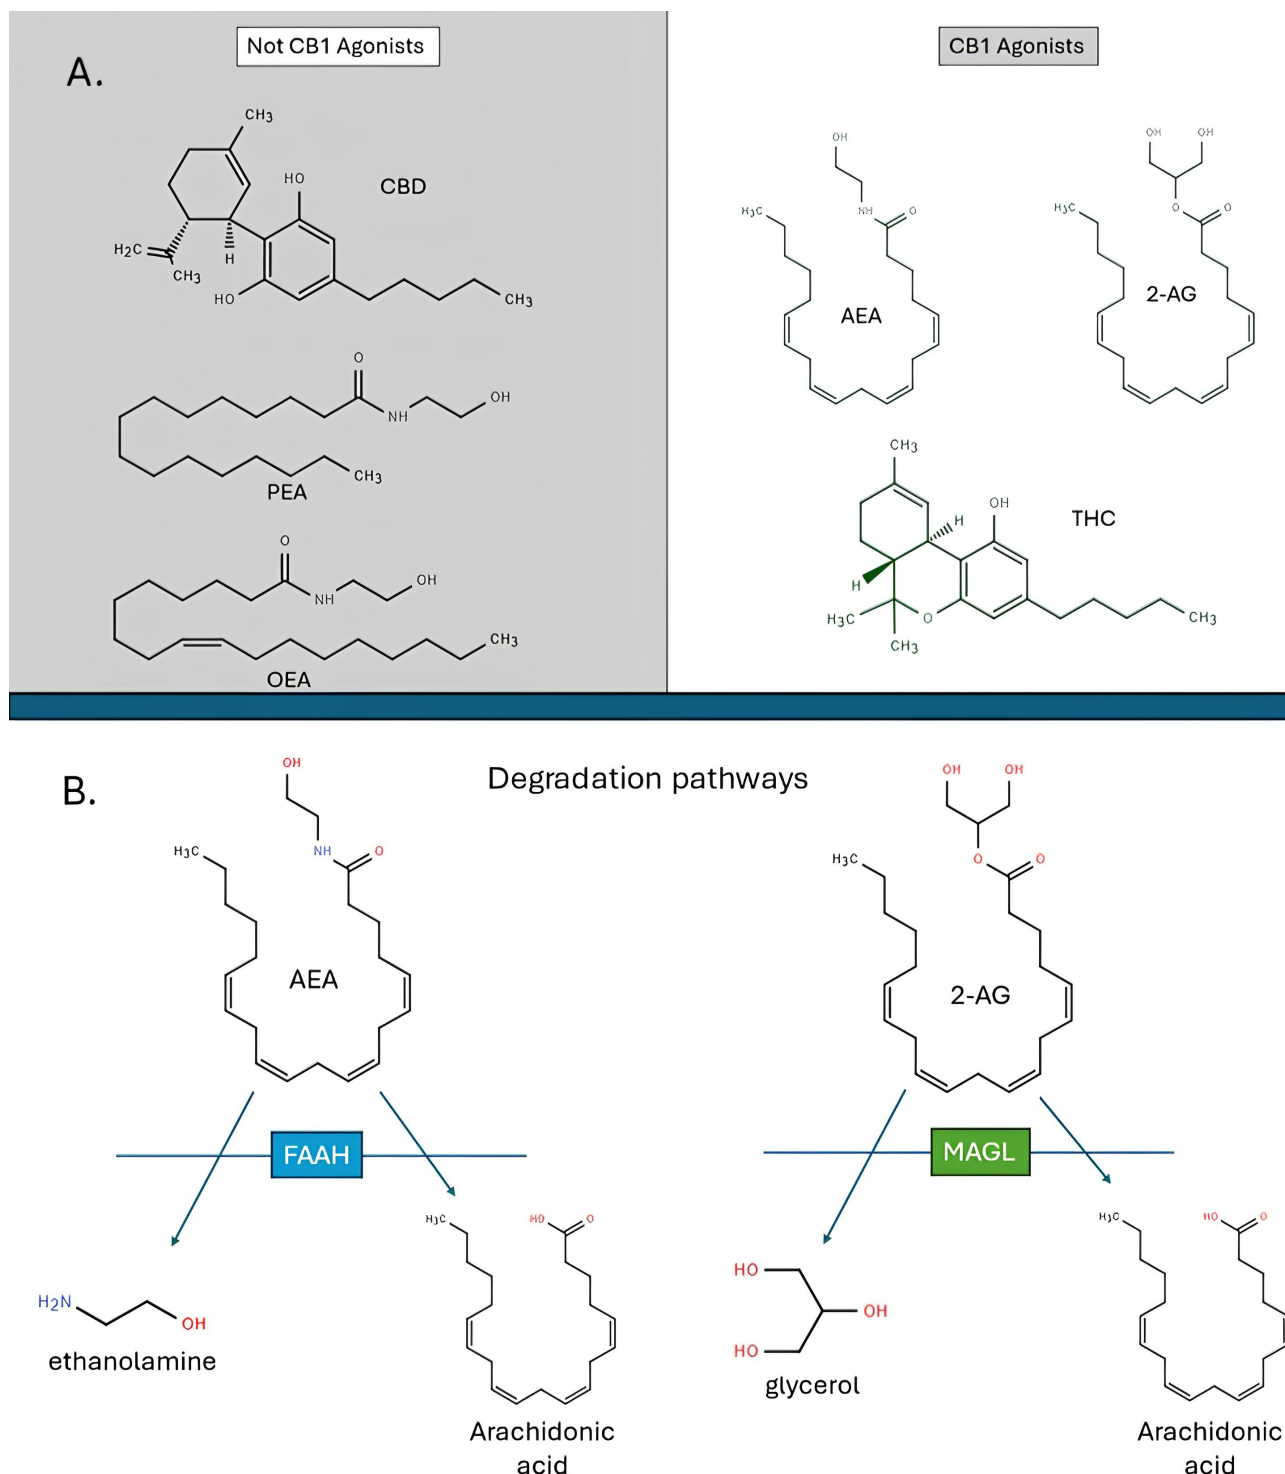 Not CB1 Agonists
CB1 Agonists
A.
CH₃
HO
CBD
H₂C
H
CH₃
HO
CH₃
O
OH
NH
CH₃
PEA
O
OH
NH
CH₃
OEA
OH
H₃C
NH
O
AEA
OH
OH
H₃C
O
O
2-AG
CH₃
OH
H
THC
H
H₃C
O
CH₃
H₃C
B.
Degradation pathways
OH
H₃C
NH
O
AEA
OH
OH
H₃C
O
O
2-AG
FAAH
MAGL
H₂N
OH
ethanolamine
H₃C
HO
O
Arachidonic
acid
HO
OH
HO
glycerol
H₃C
HO
O
Arachidonic
acid